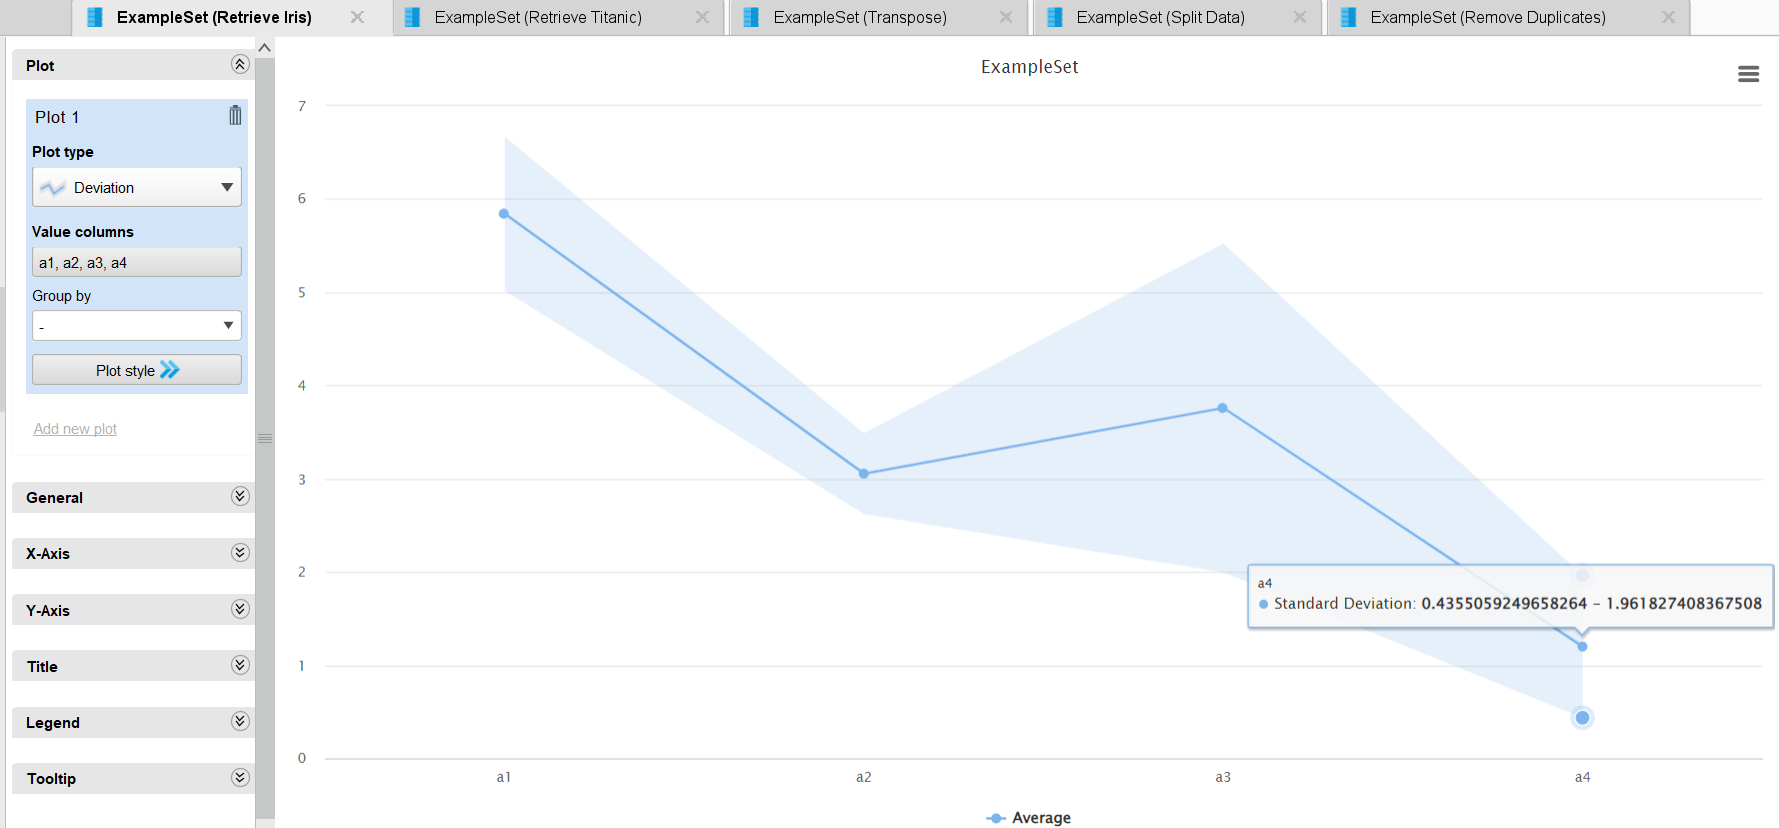 ExampleSet (Retrieve Iris)
ExampleSet (Retrieve Titanic)
ExampleSet (Transpose)
ExampleSet (Split Data)
ExampleSet (Remove Duplicates)
Plot
Plot 1
Plot type
Deviation
Value columns
a1, a2, a3, a4
Group by
-
Plot style
Add new plot
General
X-Axis
Y-Axis
Title
Legend
Tooltip
ExampleSet
7
6
5
4
3
2
1
0
a4
Standard Deviation: 0.4355059249658264 – 1.961827408367508
a1 a2 a3 a4
Average